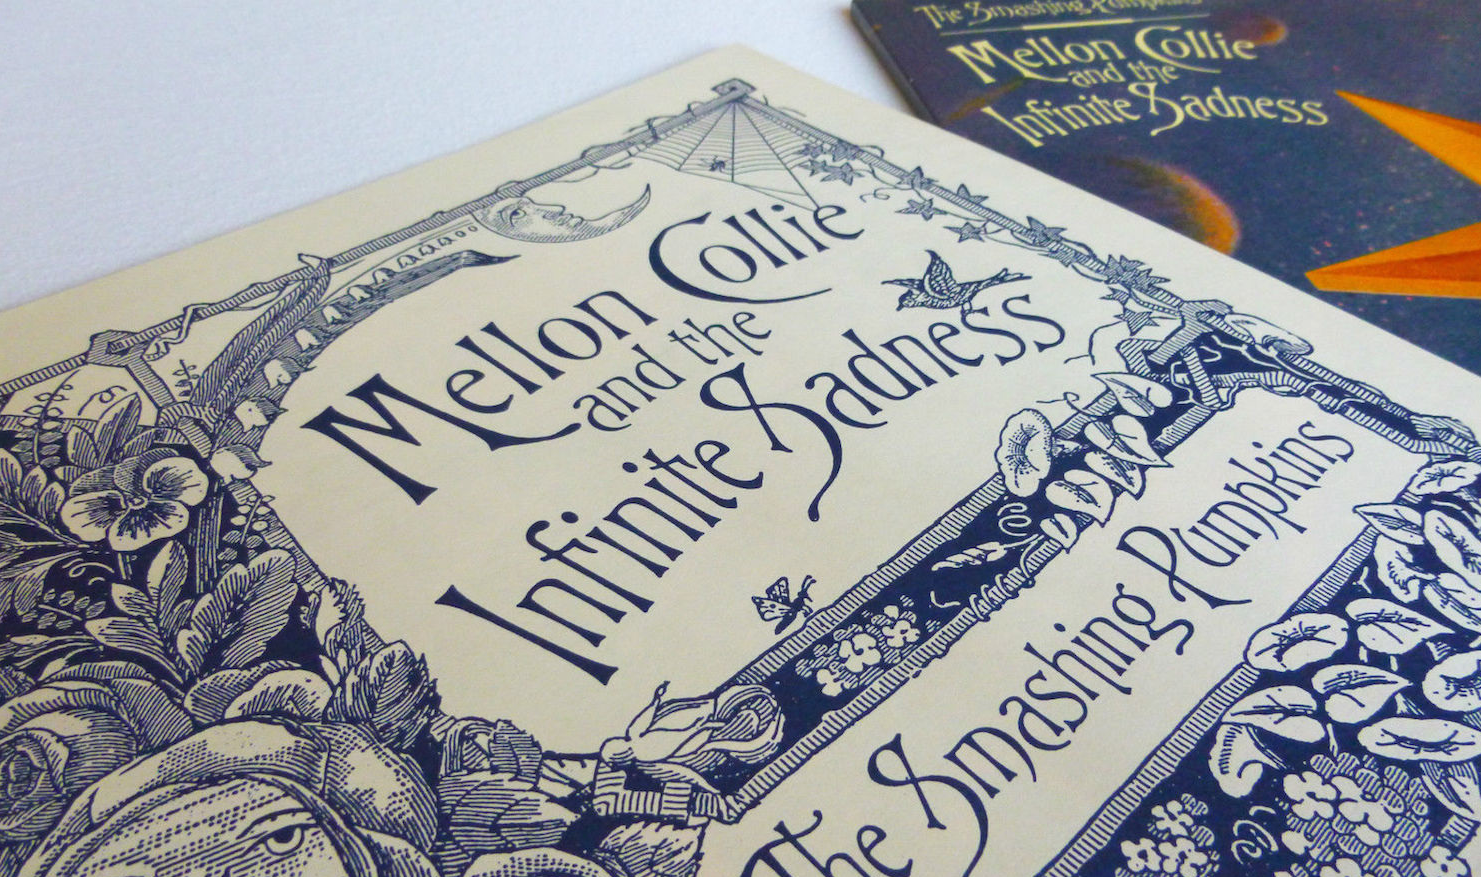 The Smashing Pumpkins
Mellon Collie
and the
Infinite Sadness
Mellon Collie
and the
Infinite Sadness
The Smashing Pumpkins